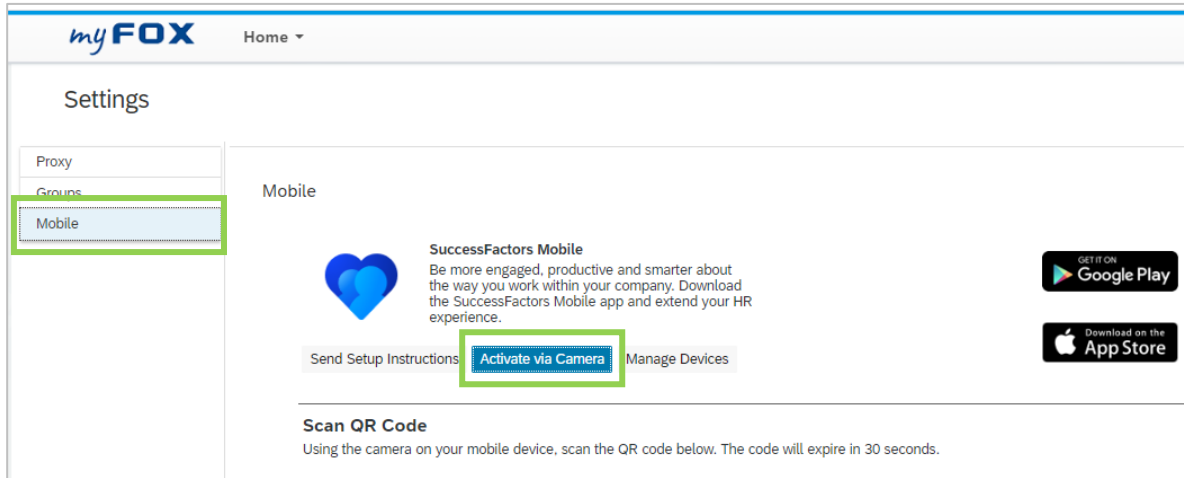 myFOX Home
Settings
Proxy
Groups
Mobile
Mobile
SuccessFactors Mobile
Be more engaged, productive and smarter about
the way you work within your company. Download
the SuccessFactors Mobile app and extend your HR
experience.
GET IT ON
Google Play
Download on the
App Store
Send Setup Instructions Activate via Camera Manage Devices
Scan QR Code
Using the camera on your mobile device, scan the QR code below. The code will expire in 30 seconds.